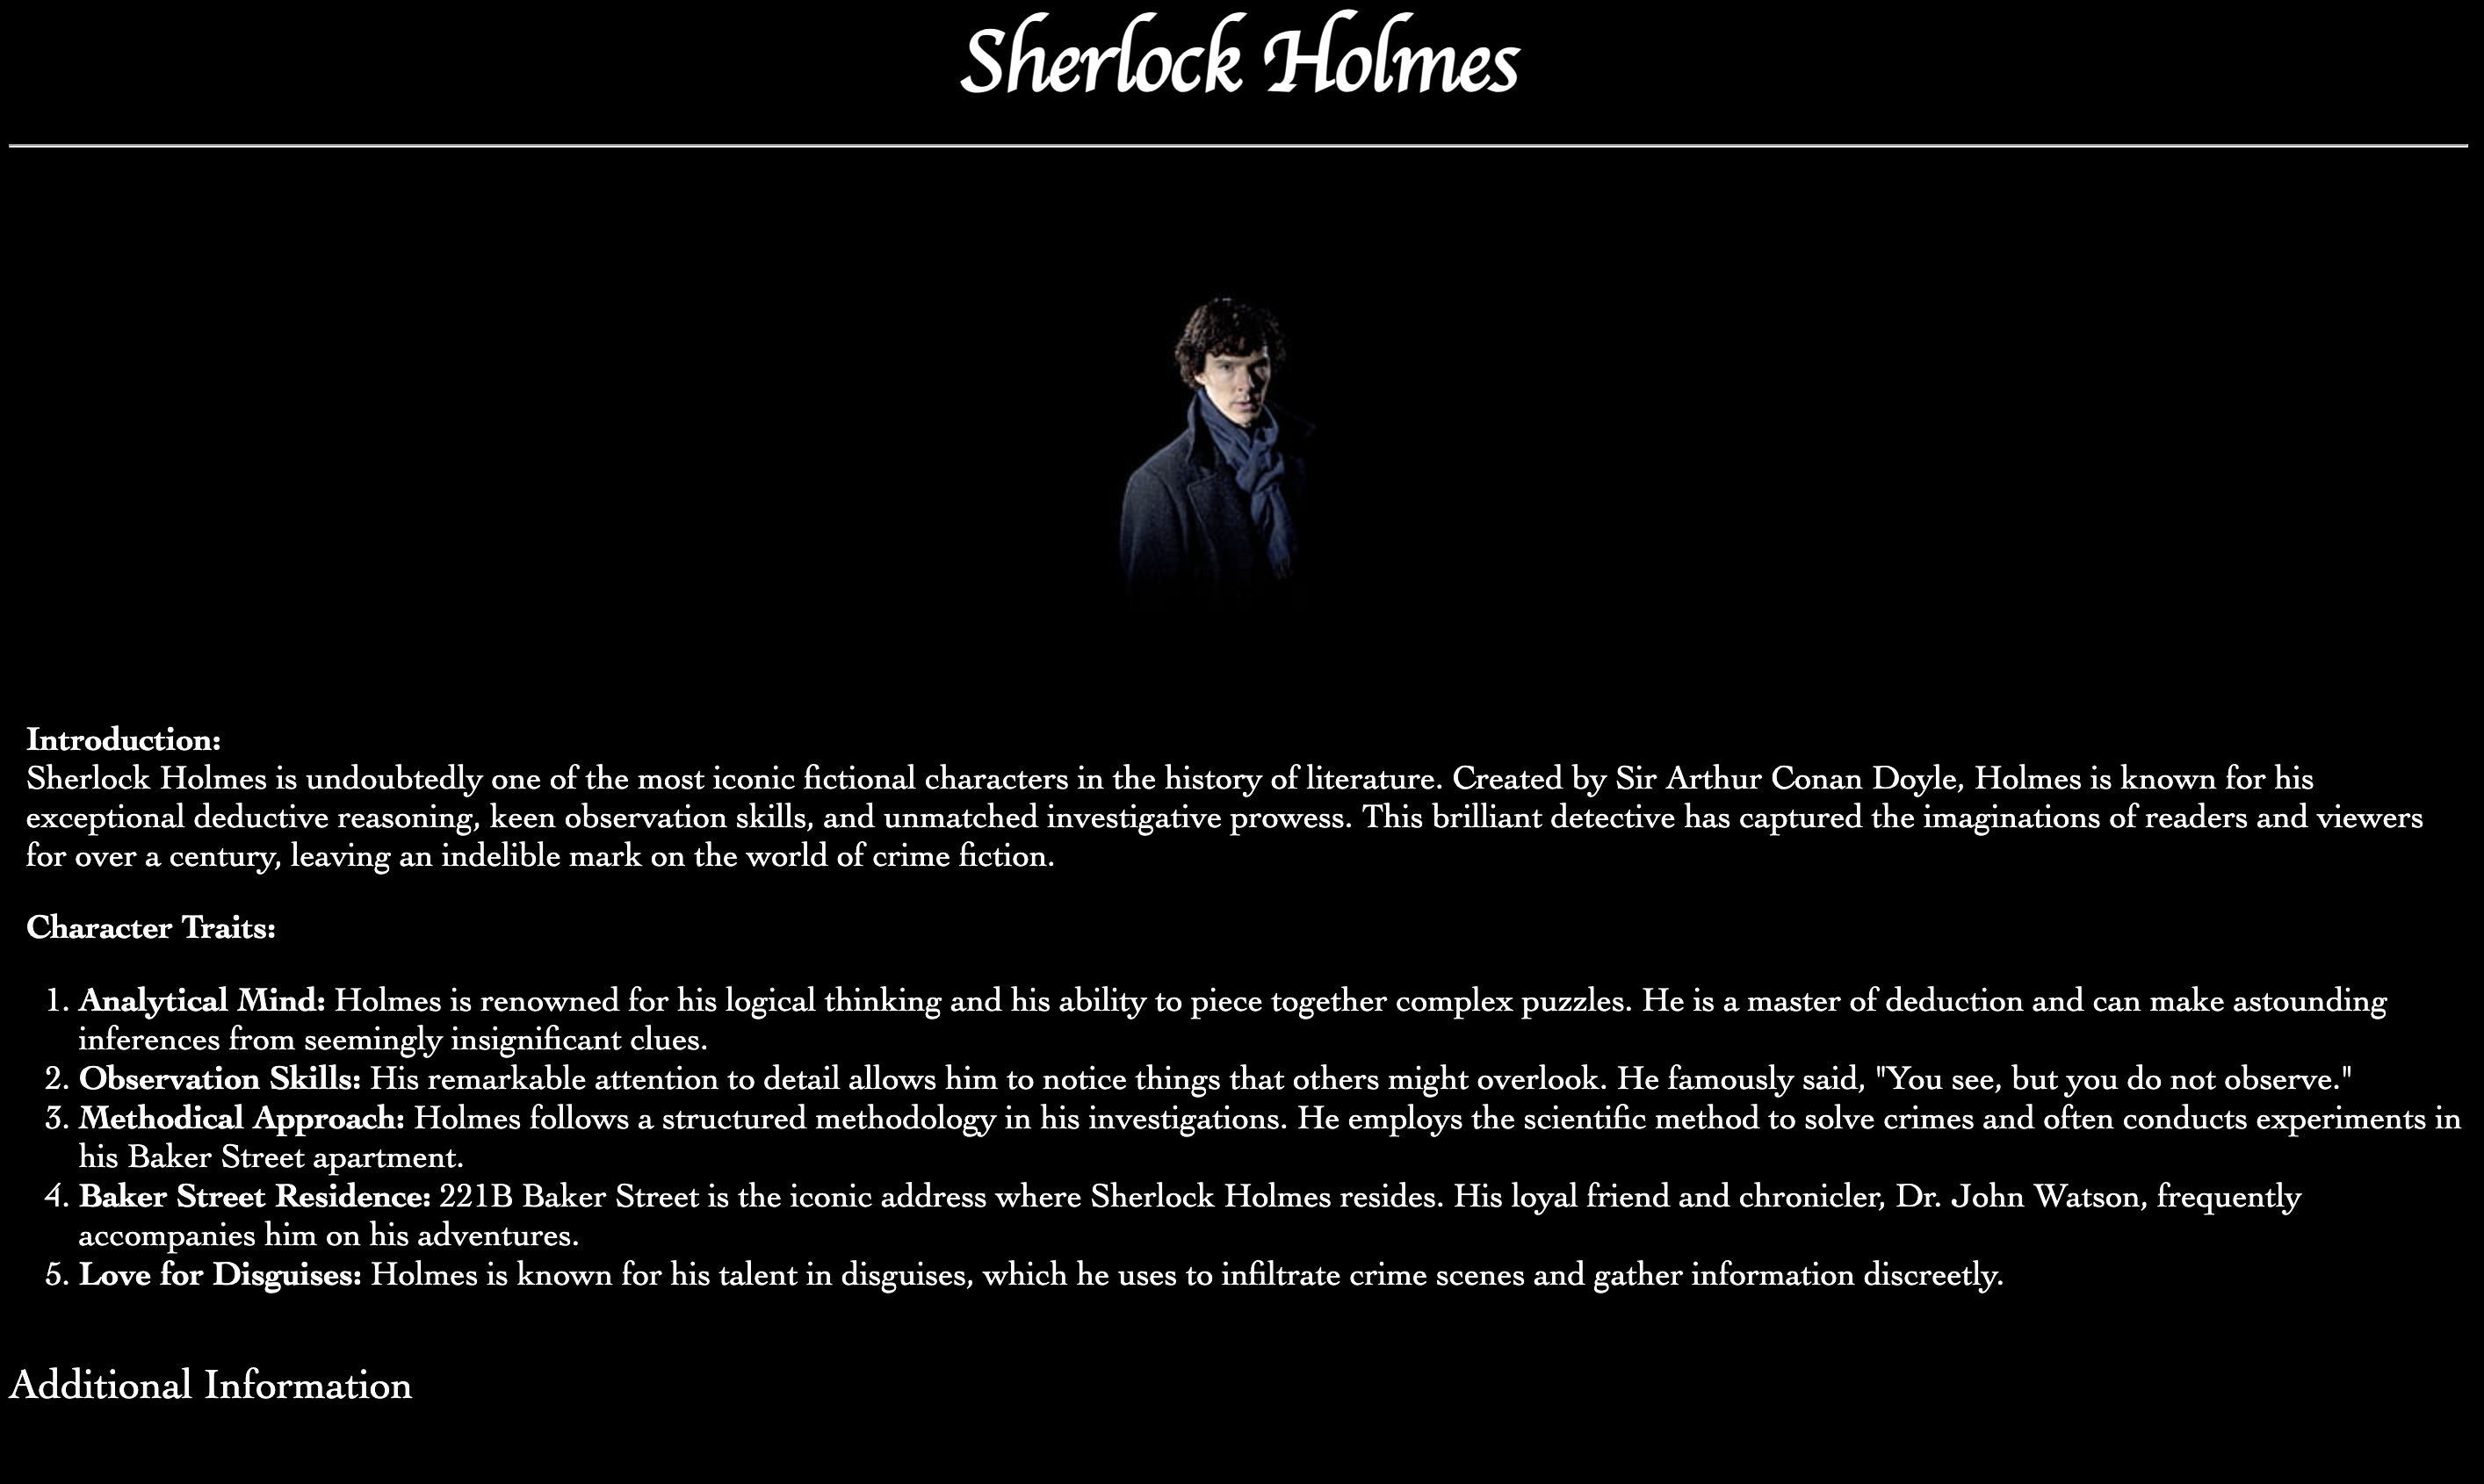 Sherlock Holmes
Introduction:
Sherlock Holmes is undoubtedly one of the most iconic fictional characters in the history of literature. Created by Sir Arthur Conan Doyle, Holmes is known for his
exceptional deductive reasoning, keen observation skills, and unmatched investigative prowess. This brilliant detective has captured the imaginations of readers and viewers
for over a century, leaving an indelible mark on the world of crime fiction.
Character Traits:
1. Analytical Mind: Holmes is renowned for his logical thinking and his ability to piece together complex puzzles. He is a master of deduction and can make astounding
inferences from seemingly insignificant clues.
2. Observation Skills: His remarkable attention to detail allows him to notice things that others might overlook. He famously said, "You see, but you do not observe."
3. Methodical Approach: Holmes follows a structured methodology in his investigations. He employs the scientific method to solve crimes and often conducts experiments in
his Baker Street apartment.
4. Baker Street Residence: 221B Baker Street is the iconic address where Sherlock Holmes resides. His loyal friend and chronicler, Dr. John Watson, frequently
accompanies him on his adventures.
5. Love for Disguises: Holmes is known for his talent in disguises, which he uses to infiltrate crime scenes and gather information discreetly.
Additional Information